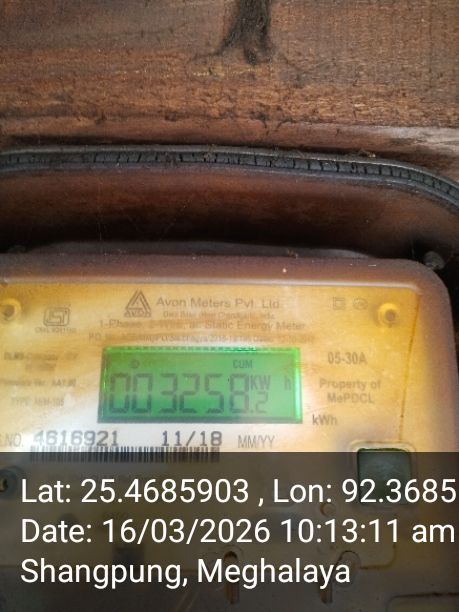 AVON
Avon Meters Pvt. Ltd.
1-Phase, 2-Wire, ac Static Energy Meter
05-30A
CUM
003258.2 KW h
Property of
MePDCL
kWh
S.NO. 4616921 11/18 MM/YY
Lat: 25.4685903 , Lon: 92.3685
Date: 16/03/2026 10:13:11 am
Shangpung, Meghalaya